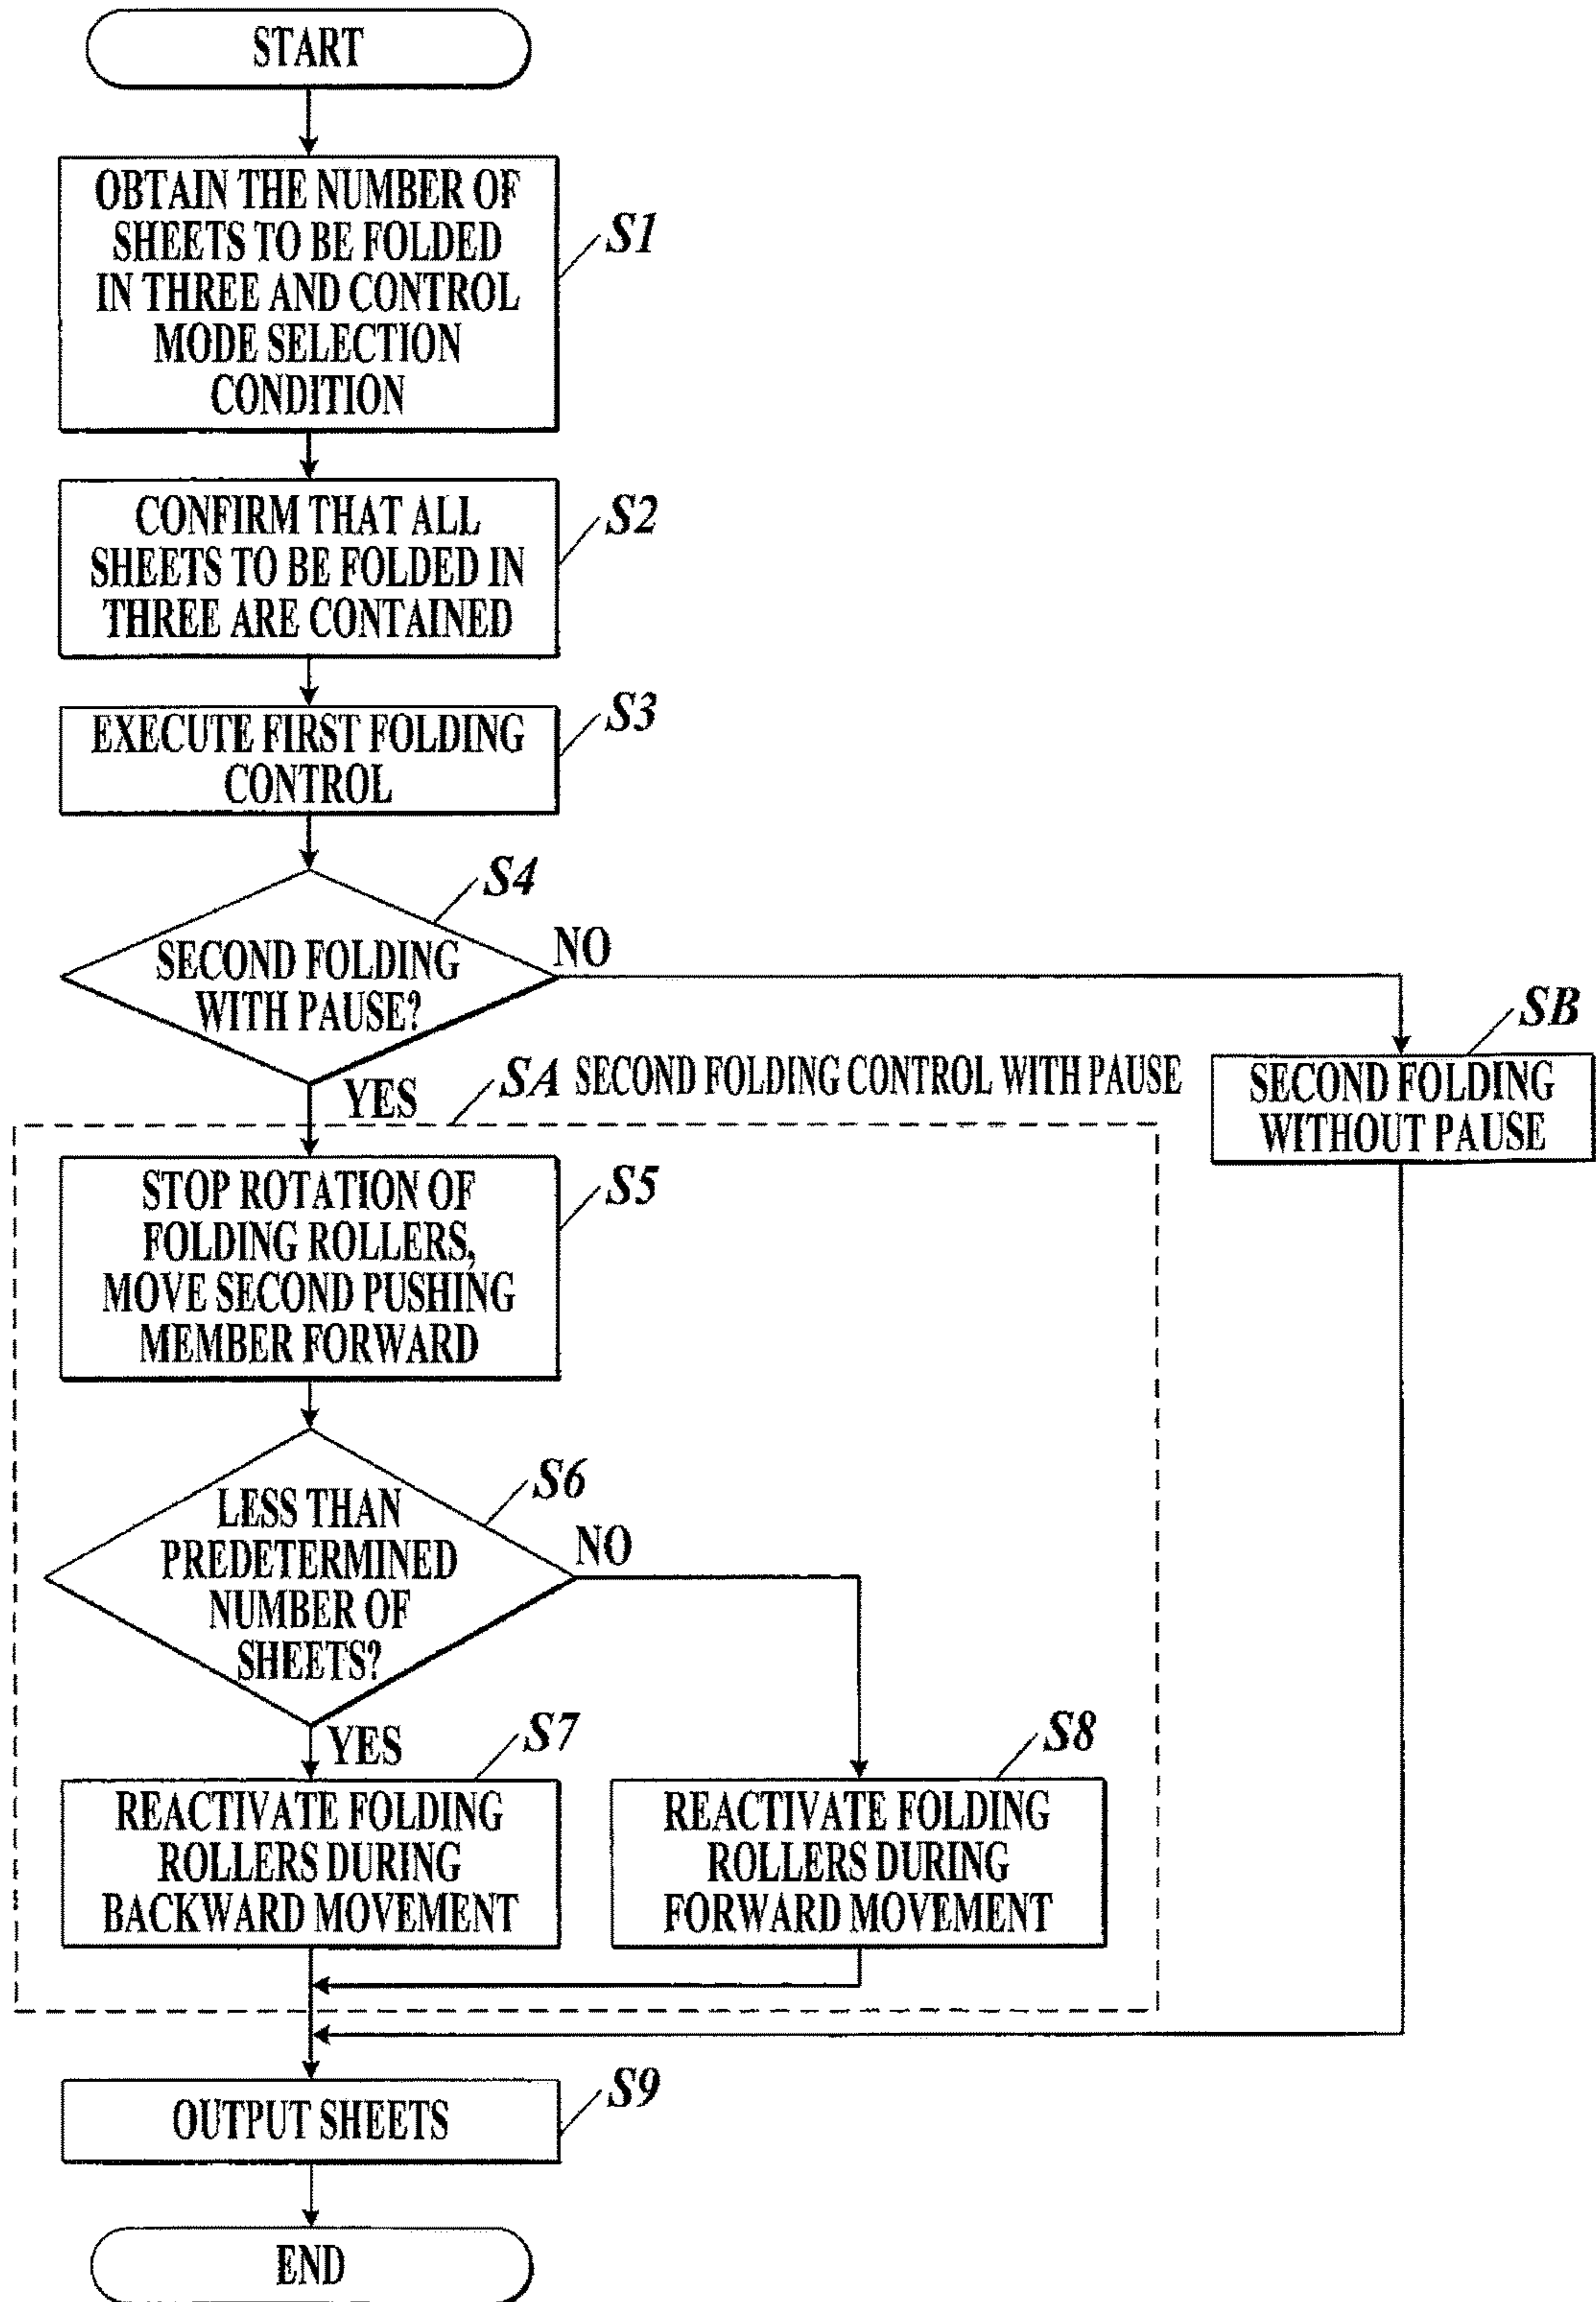 START
OBTAIN THE NUMBER OF
SHEETS TO BE FOLDED
IN THREE AND CONTROL
MODE SELECTION
CONDITION
S1
CONFIRM THAT ALL
SHEETS TO BE FOLDED IN
THREE ARE CONTAINED
S2
EXECUTE FIRST FOLDING
CONTROL
S3
SECOND FOLDING
WITH PAUSE?
S4
NO
YES
SB
SECOND FOLDING
WITHOUT PAUSE
SA SECOND FOLDING CONTROL WITH PAUSE
STOP ROTATION OF
FOLDING ROLLERS,
MOVE SECOND PUSHING
MEMBER FORWARD
S5
LESS THAN
PREDETERMINED
NUMBER OF
SHEETS?
S6
NO
YES
S7
REACTIVATE FOLDING
ROLLERS DURING
BACKWARD MOVEMENT
S8
REACTIVATE FOLDING
ROLLERS DURING
FORWARD MOVEMENT
OUTPUT SHEETS
S9
END